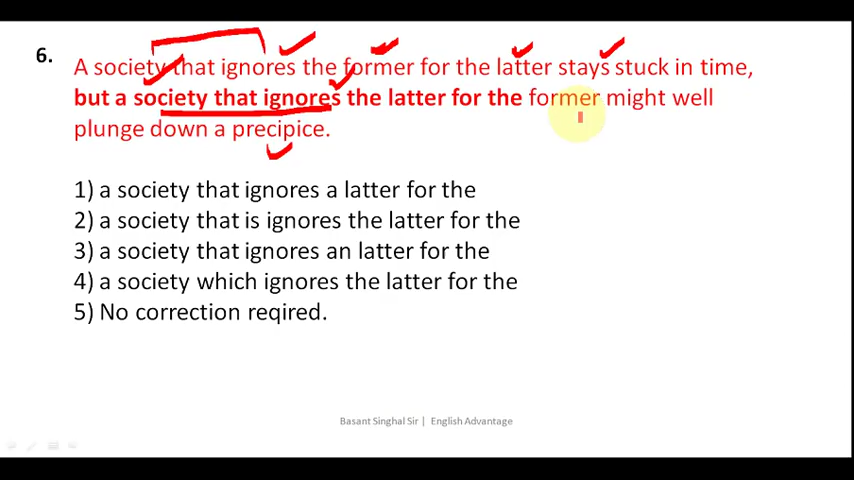 6.
A society that ignores the former for the latter stays stuck in time,
but a society that ignores the latter for the former might well
plunge down a precipice.
1) a society that ignores a latter for the
2) a society that is ignores the latter for the
3) a society that ignores an latter for the
4) a society which ignores the latter for the
5) No correction reqired.
Basant Singhal Sir | English Advantage